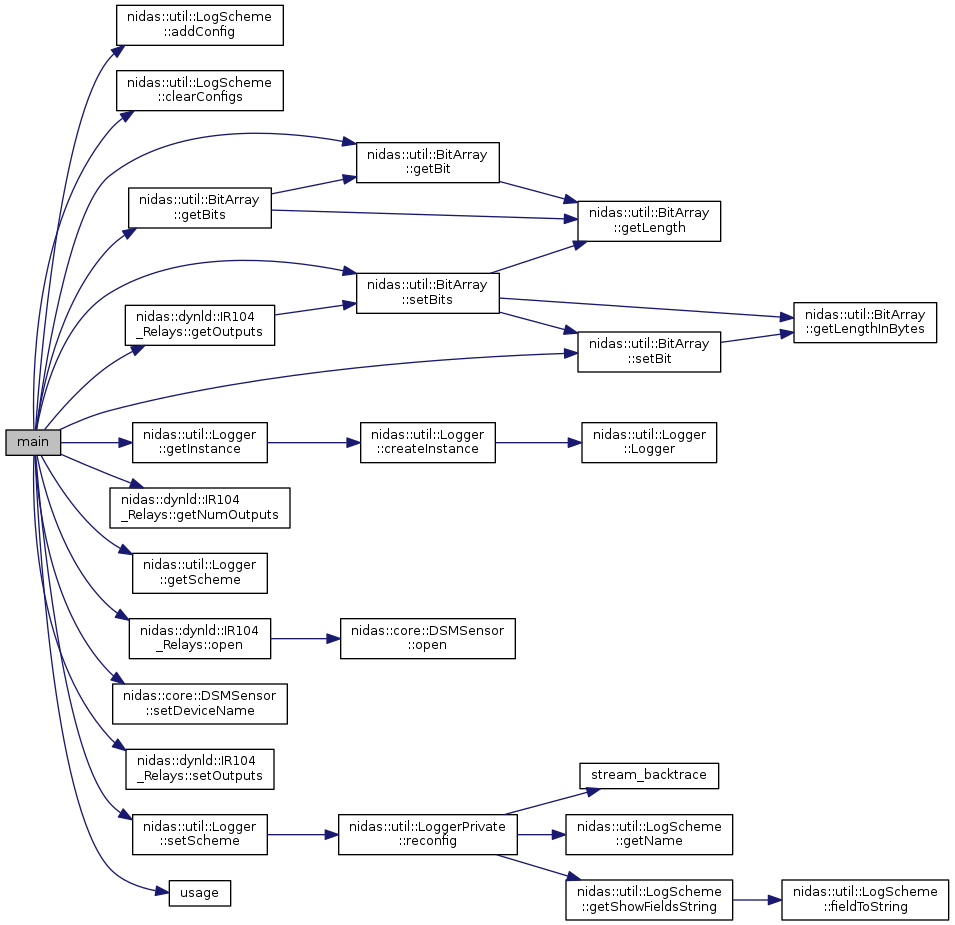 nidas::util::LogScheme
::addConfig
nidas::util::LogScheme
::clearConfigs
nidas::util::BitArray
::getBit
nidas::util::BitArray
::getBits
nidas::util::BitArray
::getLength
nidas::util::BitArray
::setBits
nidas::dynld::IR104
_Relays::getOutputs
nidas::util::BitArray
::getLengthInBytes
nidas::util::BitArray
::setBit
main
nidas::util::Logger
::getInstance
nidas::util::Logger
::createInstance
nidas::util::Logger
::Logger
nidas::dynld::IR104
_Relays::getNumOutputs
nidas::util::Logger
::getScheme
nidas::dynld::IR104
_Relays::open
nidas::core::DSMSensor
::open
nidas::core::DSMSensor
::setDeviceName
nidas::dynld::IR104
_Relays::setOutputs
stream_backtrace
nidas::util::Logger
::setScheme
nidas::util::LoggerPrivate
::reconfig
nidas::util::LogScheme
::getName
usage
nidas::util::LogScheme
::getShowFieldsString
nidas::util::LogScheme
::fieldToString